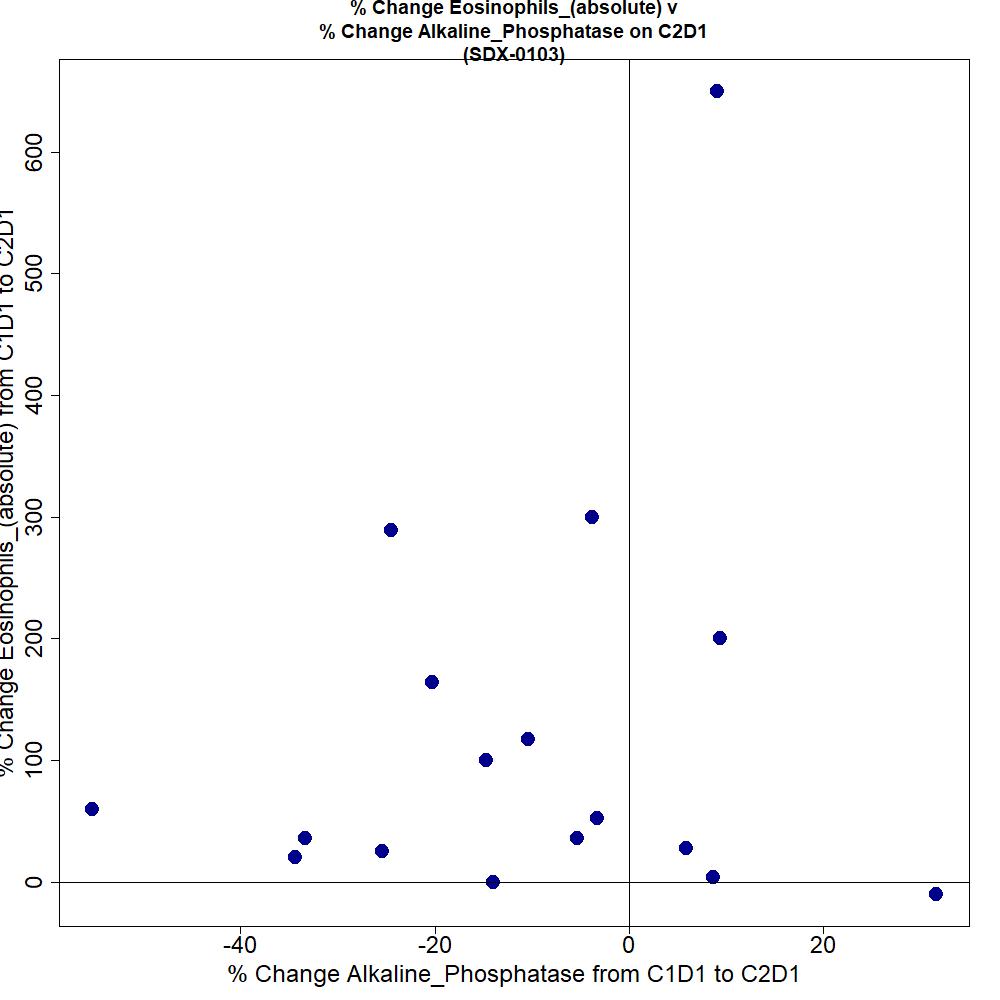 % Change Eosinophils_(absolute) v
% Change Alkaline_Phosphatase on C2D1
(SDX-0103)
% Change Eosinophils_(absolute) from C1D1 to C2D1
600
500
400
300
200
100
0
-40
-20
0
20
% Change Alkaline_Phosphatase from C1D1 to C2D1